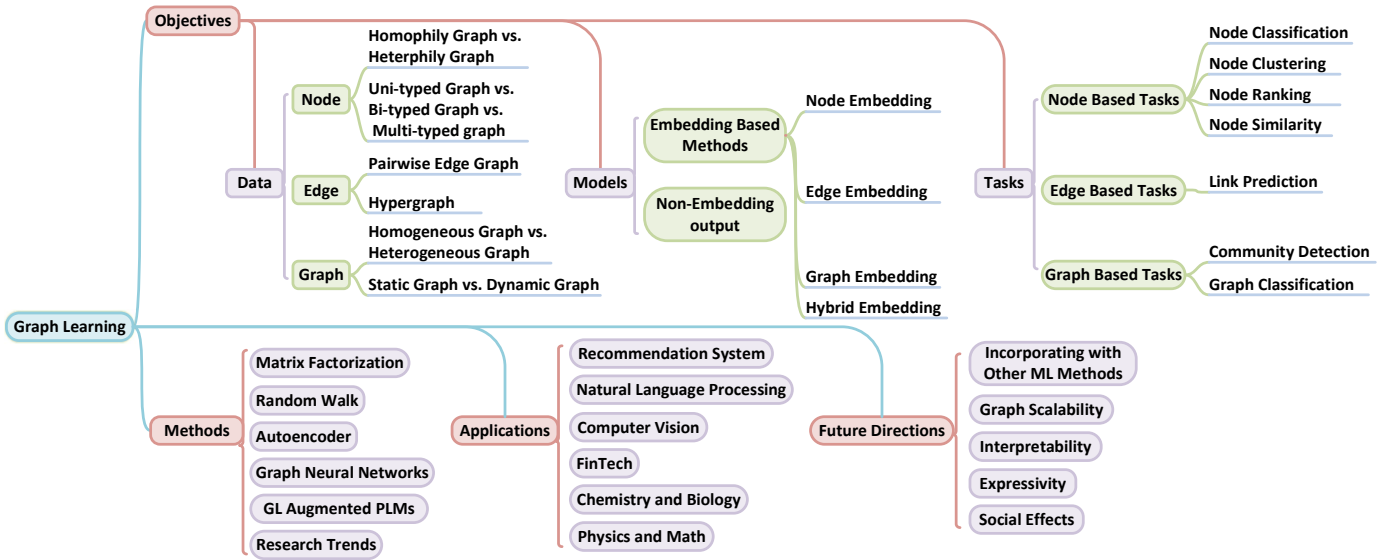 Graph Learning
Objectives
Data
Node
Homophily Graph vs.
Heterphily Graph
Uni-typed Graph vs.
Bi-typed Graph vs.
Multi-typed graph
Edge
Pairwise Edge Graph
Hypergraph
Graph
Homogeneous Graph vs.
Heterogeneous Graph
Static Graph vs. Dynamic Graph
Models
Embedding Based
Methods
Node Embedding
Edge Embedding
Graph Embedding
Hybrid Embedding
Non-Embedding
output
Tasks
Node Based Tasks
Node Classification
Node Clustering
Node Ranking
Node Similarity
Edge Based Tasks
Link Prediction
Graph Based Tasks
Community Detection
Graph Classification
Methods
Matrix Factorization
Random Walk
Autoencoder
Graph Neural Networks
GL Augmented PLMs
Research Trends
Applications
Recommendation System
Natural Language Processing
Computer Vision
FinTech
Chemistry and Biology
Physics and Math
Future Directions
Incorporating with
Other ML Methods
Graph Scalability
Interpretability
Expressivity
Social Effects